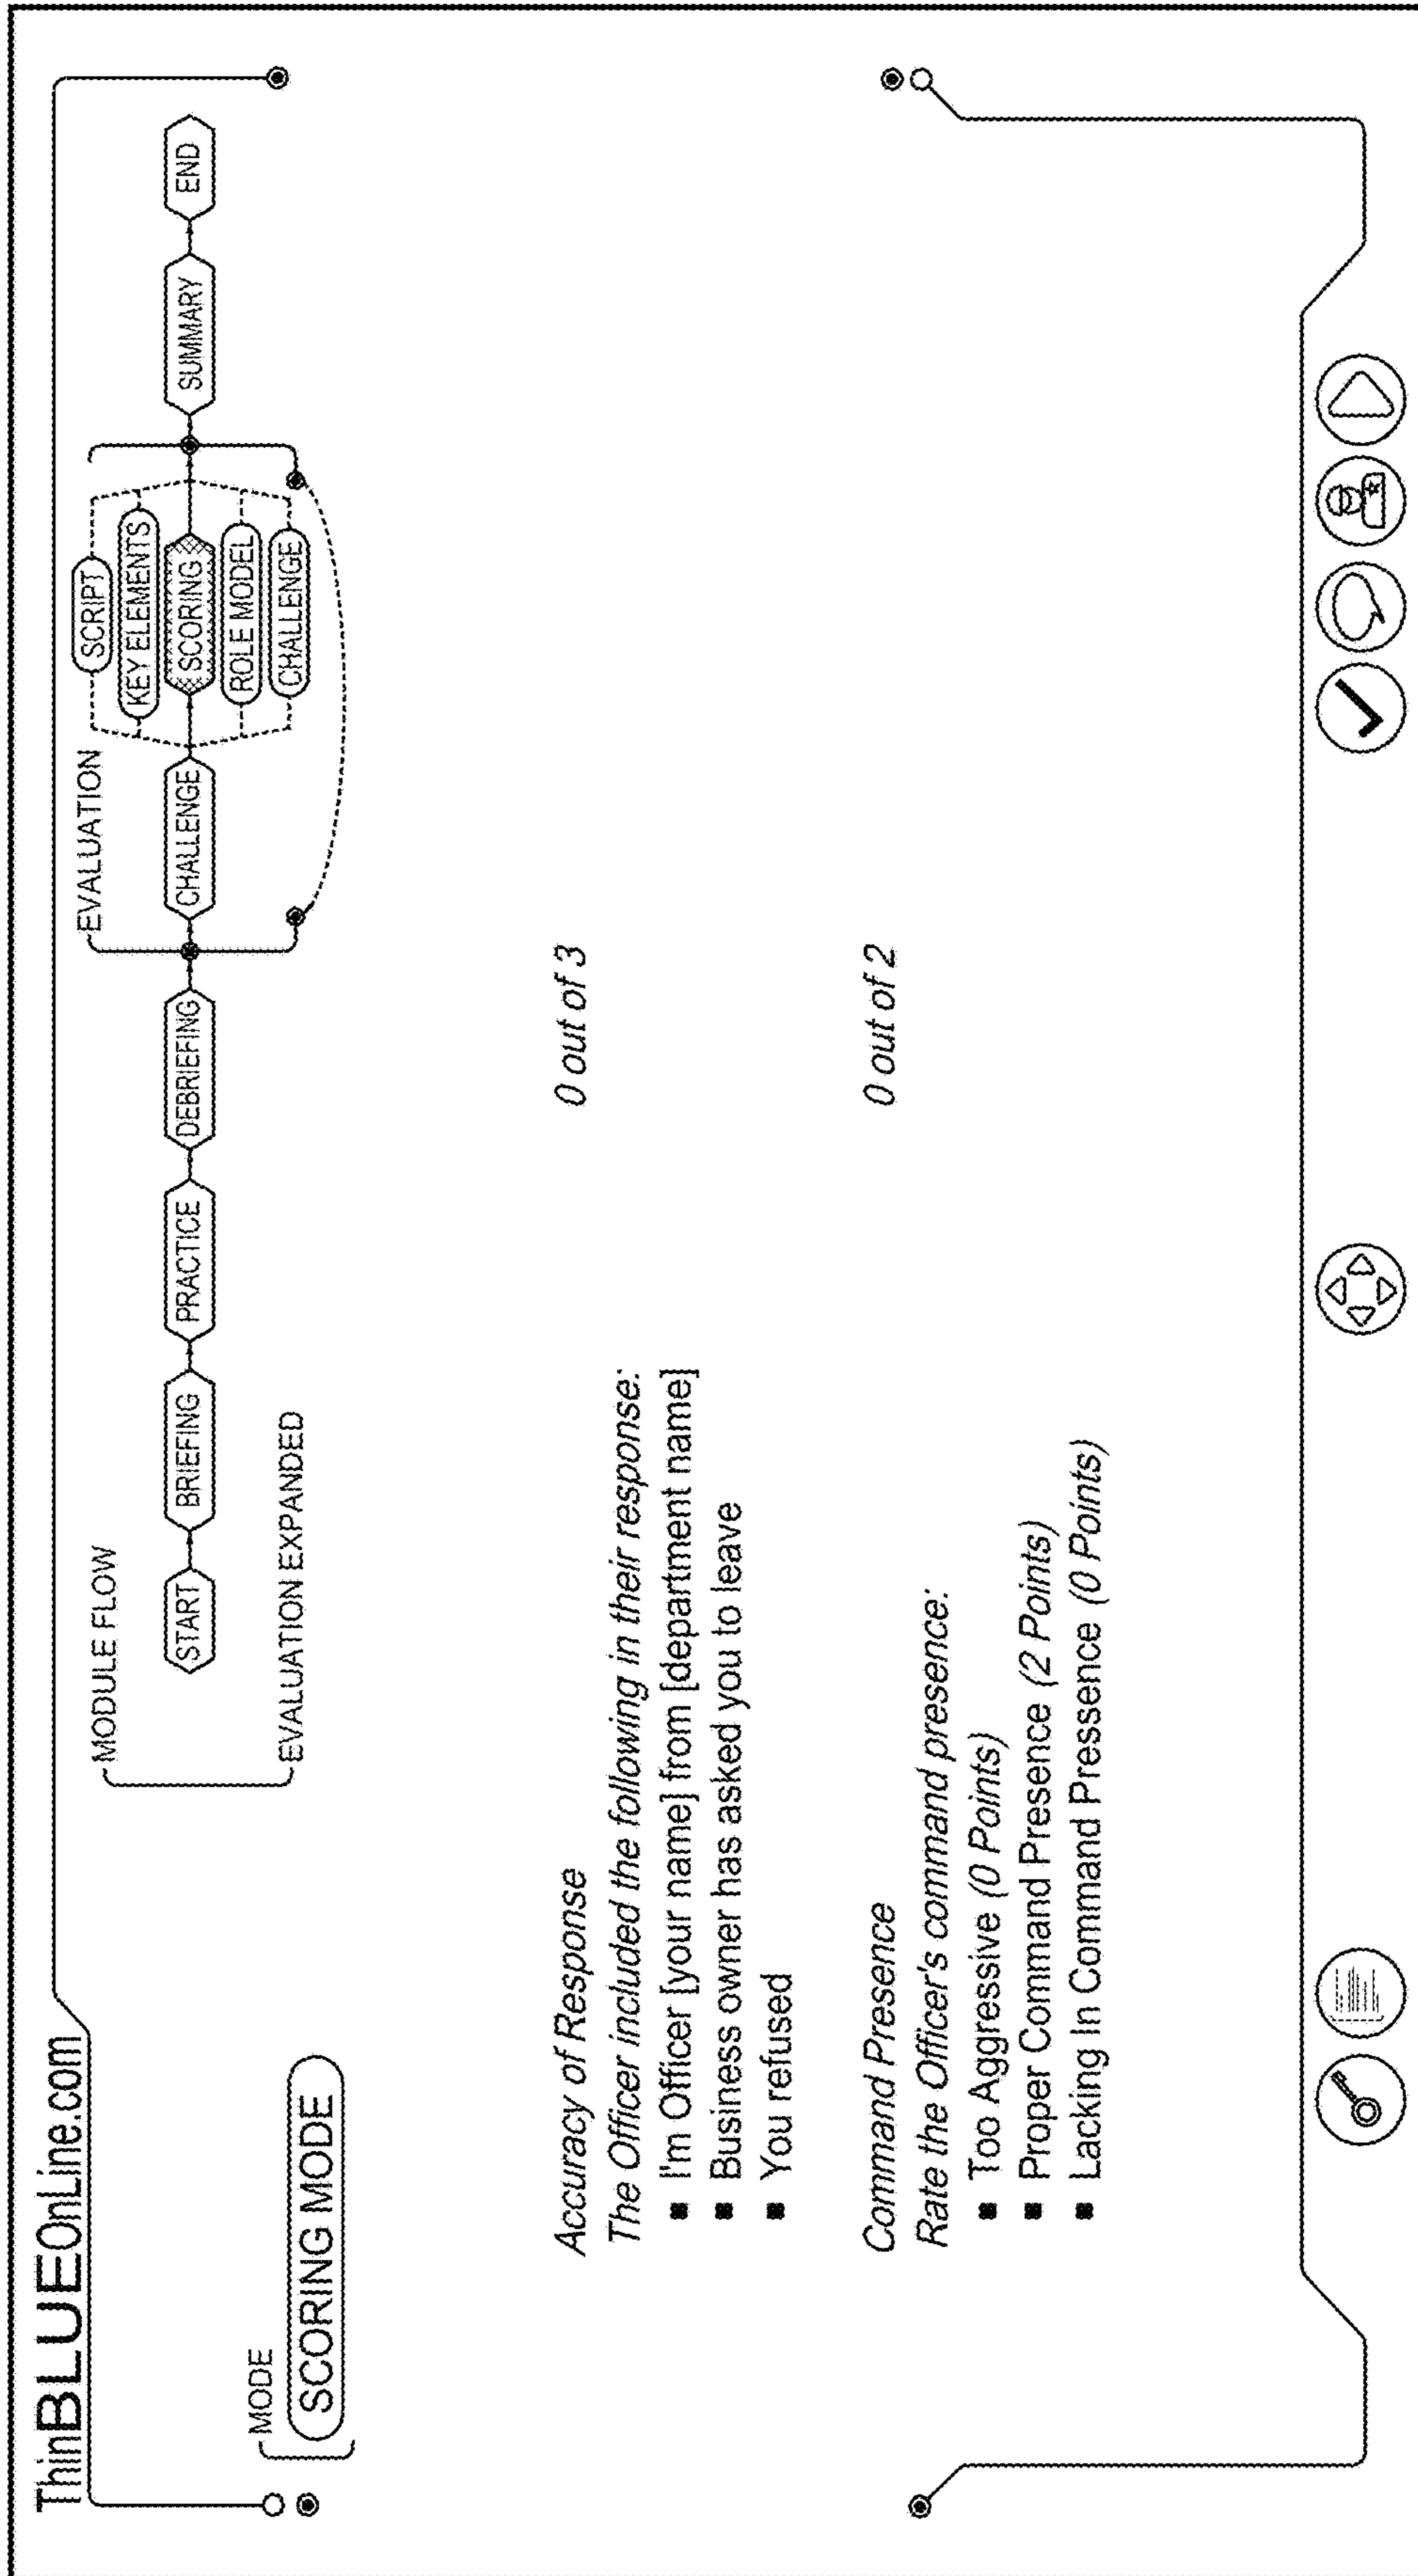 ThinBLUEOnLine.com
MODE
SCORING MODE
MODULE FLOW
START
BRIEFING
PRACTICE
DEBRIEFING
EVALUATION
CHALLENGE
SCRIPT
KEY ELEMENTS
SCORING
ROLE MODEL
CHALLENGE
SUMMARY
END
EVALUATION EXPANDED
Accuracy of Response 0 out of 3
The Officer included the following in their response:
▪ I'm Officer [your name] from [department name]
▪ Business owner has asked you to leave
▪ You refused
Command Presence 0 out of 2
Rate the Officer's command presence:
▪ Too Aggressive (0 Points)
▪ Proper Command Presence (2 Points)
▪ Lacking In Command Pressence (0 Points)